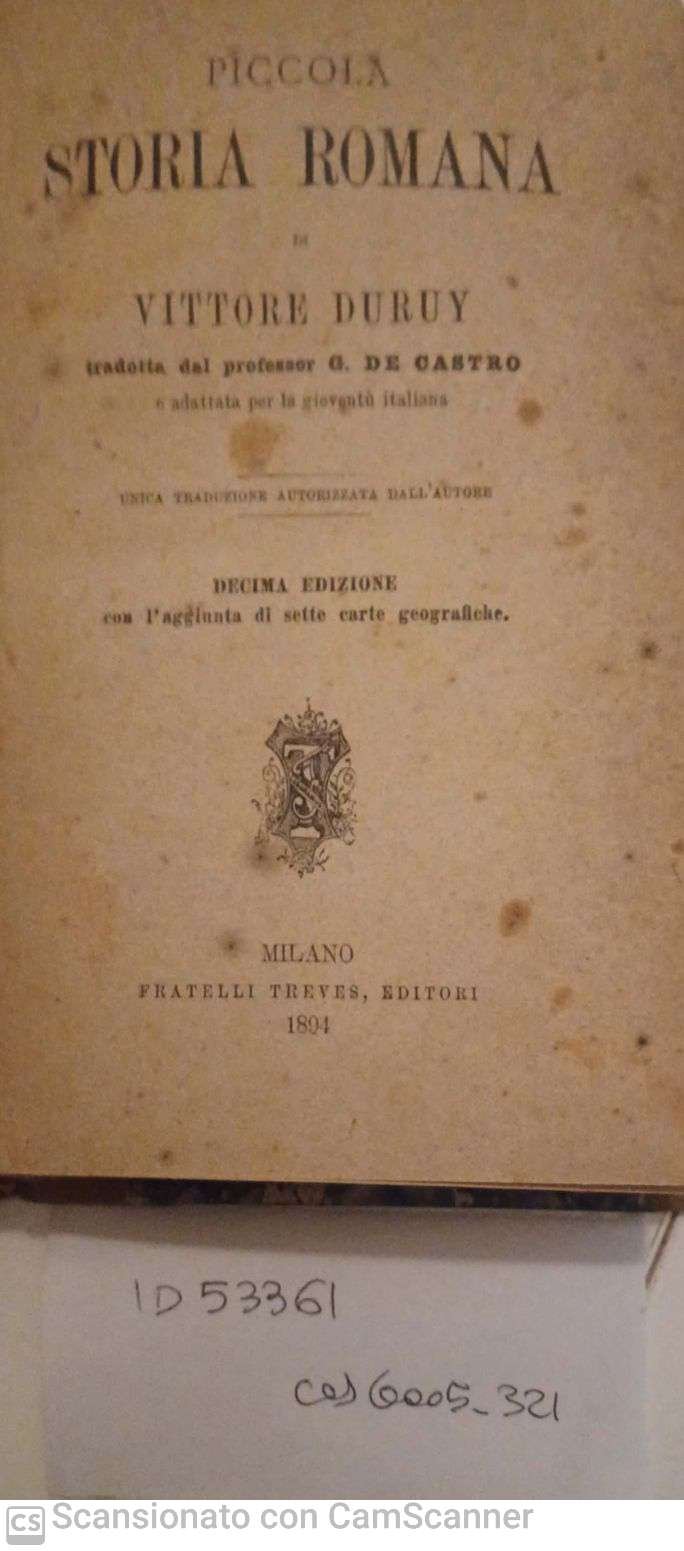 PICCOLA
STORIA ROMANA
DI
VITTORE DURUY
tradotta dal professor G. DE CASTRO
e adattata per la gioventù italiana
UNICA TRADUZIONE AUTORIZZATA DALL'AUTORE
DECIMA EDIZIONE
con l'aggiunta di sette carte geografiche.
MILANO
FRATELLI TREVES, EDITORI
1894
ID 53361
6005_321
CS Scansionato con CamScanner